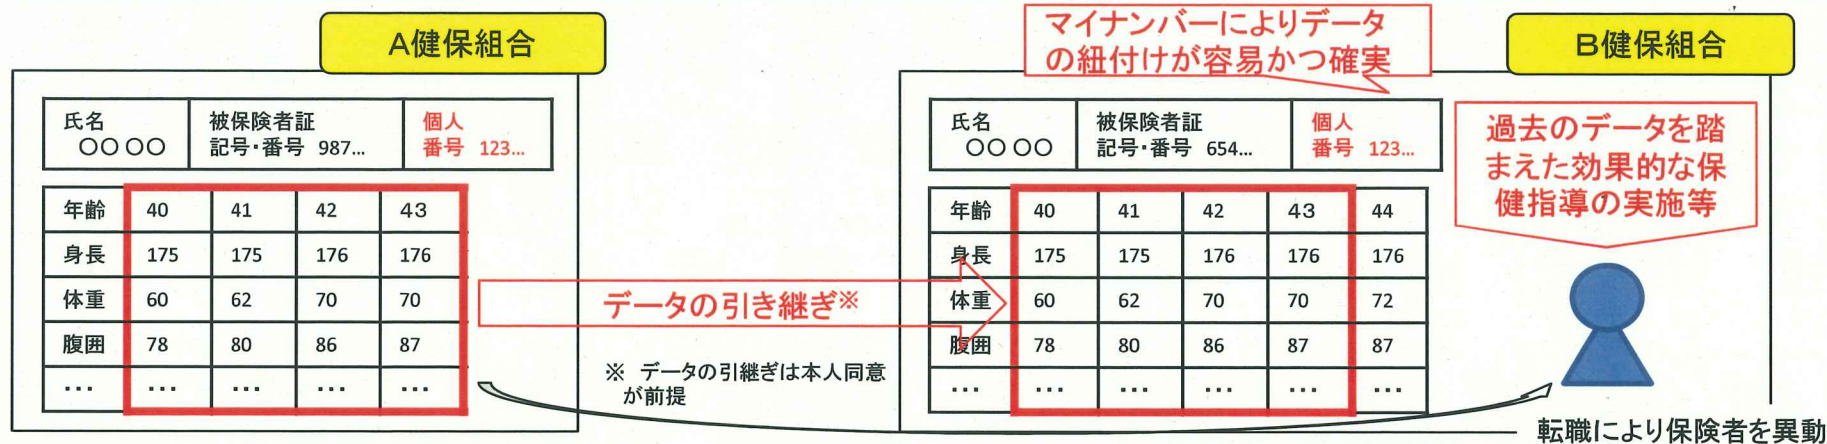 A健保組合
氏名
○○ ○○
被保険者証
記号・番号 987...
個人
番号 123...
年齢 40 41 42 43
身長 175 175 176 176
体重 60 62 70 70
腹囲 78 80 86 87
… … … … …
データの引き継ぎ※
※ データの引継ぎは本人同意
が前提
マイナンバーによりデータ
の紐付けが容易かつ確実
B健保組合
氏名
○○ ○○
被保険者証
記号・番号 654...
個人
番号 123...
年齢 40 41 42 43 44
身長 175 175 176 176 176
体重 60 62 70 70 72
腹囲 78 80 86 87 87
… … … … … …
過去のデータを踏
まえた効果的な保
健指導の実施等
転職により保険者を異動